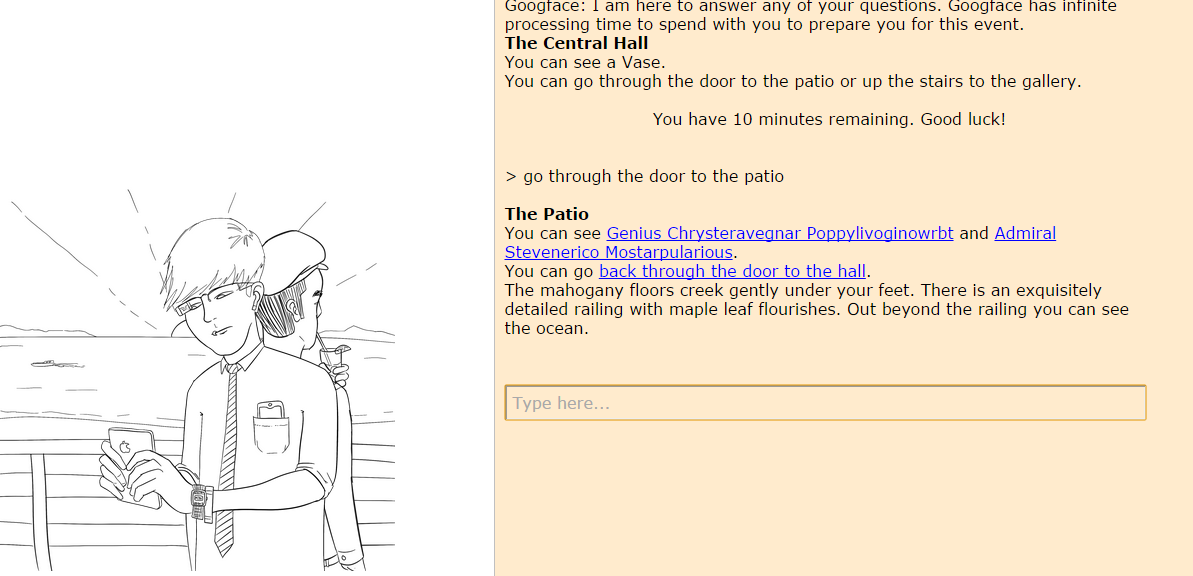 Googface: I am here to answer any of your questions. Googface has infinite
processing time to spend with you to prepare you for this event.
The Central Hall
You can see a Vase.
You can go through the door to the patio or up the stairs to the gallery.
You have 10 minutes remaining. Good luck!
> go through the door to the patio
The Patio
You can see Genius Chrysteravegnar Poppylivoginowrbt and Admiral
Stevenerico Mostarpularious.
You can go back through the door to the hall.
The mahogany floors creek gently under your feet. There is an exquisitely
detailed railing with maple leaf flourishes. Out beyond the railing you can see
the ocean.
Type here...